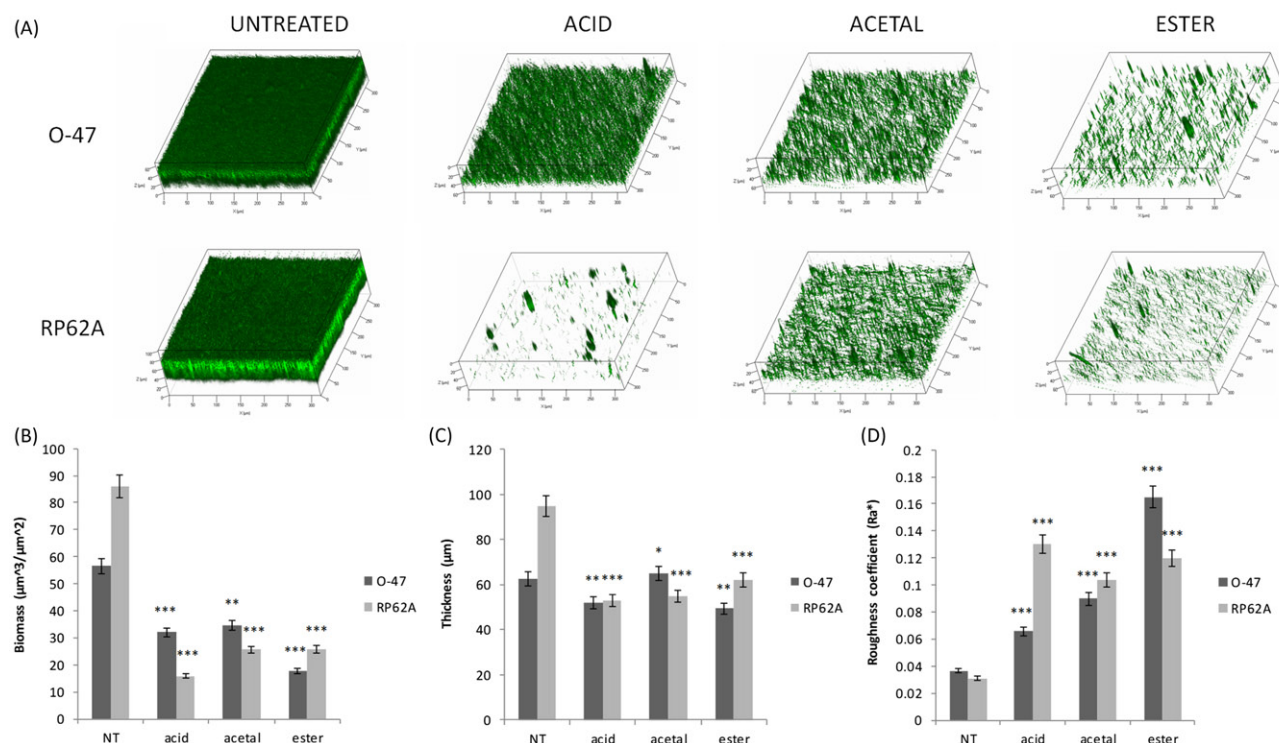 (A)
UNTREATED ACID ACETAL ESTER
O-47
RP62A
(B)
Biomass (µm^3/µm^2)
100
90
80
70
60
50
40
30
20
10
0
*** *** ** *** *** ***
NT acid acetal ester
O-47
RP62A
(C)
Thickness (µm)
120
100
80
60
40
20
0
** *** * *** ** ***
NT acid acetal ester
O-47
RP62A
(D)
Roughness coefficient (Ra*)
0.2
0.18
0.16
0.14
0.12
0.1
0.08
0.06
0.04
0.02
0
*** *** *** *** *** ***
NT acid acetal ester
O-47
RP62A